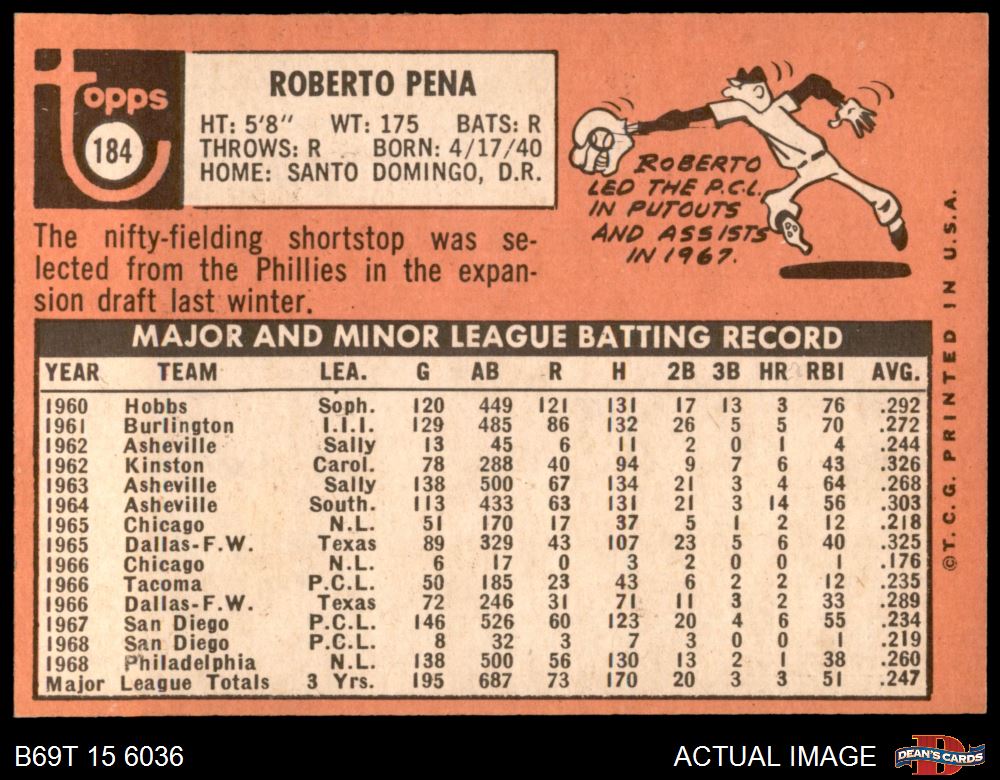 Topps
184
ROBERTO PENA
HT: 5'8" WT: 175 BATS: R
THROWS: R BORN: 4/17/40
HOME: SANTO DOMINGO, D.R.
ROBERTO
LED THE P.C.L.
IN PUTOUTS
AND ASSISTS
IN 1967.
The nifty-fielding shortstop was se-
lected from the Phillies in the expan-
sion draft last winter.
MAJOR AND MINOR LEAGUE BATTING RECORD
YEAR TEAM LEA. G AB R H 2B 3B HR RBI AVG.
1960 Hobbs Soph. 120 449 121 131 17 13 3 76 .292
1961 Burlington I.I.I. 129 485 86 132 26 5 5 70 .272
1962 Asheville Sally 13 45 6 11 2 0 1 4 .244
1962 Kinston Carol. 78 288 40 94 9 7 6 43 .326
1963 Asheville Sally 138 500 67 134 21 3 4 64 .268
1964 Asheville South. 113 433 63 131 21 3 14 56 .303
1965 Chicago N.L. 51 170 17 37 5 1 2 12 .218
1965 Dallas-F.W. Texas 89 329 43 107 23 5 6 40 .325
1966 Chicago N.L. 6 17 0 3 2 0 0 1 .176
1966 Tacoma P.C.L. 50 185 23 43 6 2 2 12 .235
1966 Dallas-F.W. Texas 72 246 31 71 11 3 2 33 .289
1967 San Diego P.C.L. 146 526 60 123 20 4 6 55 .234
1968 San Diego P.C.L. 8 32 3 7 3 0 0 1 .219
1968 Philadelphia N.L. 138 500 56 130 13 2 1 38 .260
Major League Totals 3 Yrs. 195 687 73 170 20 3 3 51 .247
©T.C.G. PRINTED IN U.S.A.
B69T 15 6036
ACTUAL IMAGE
DEAN'S CARDS